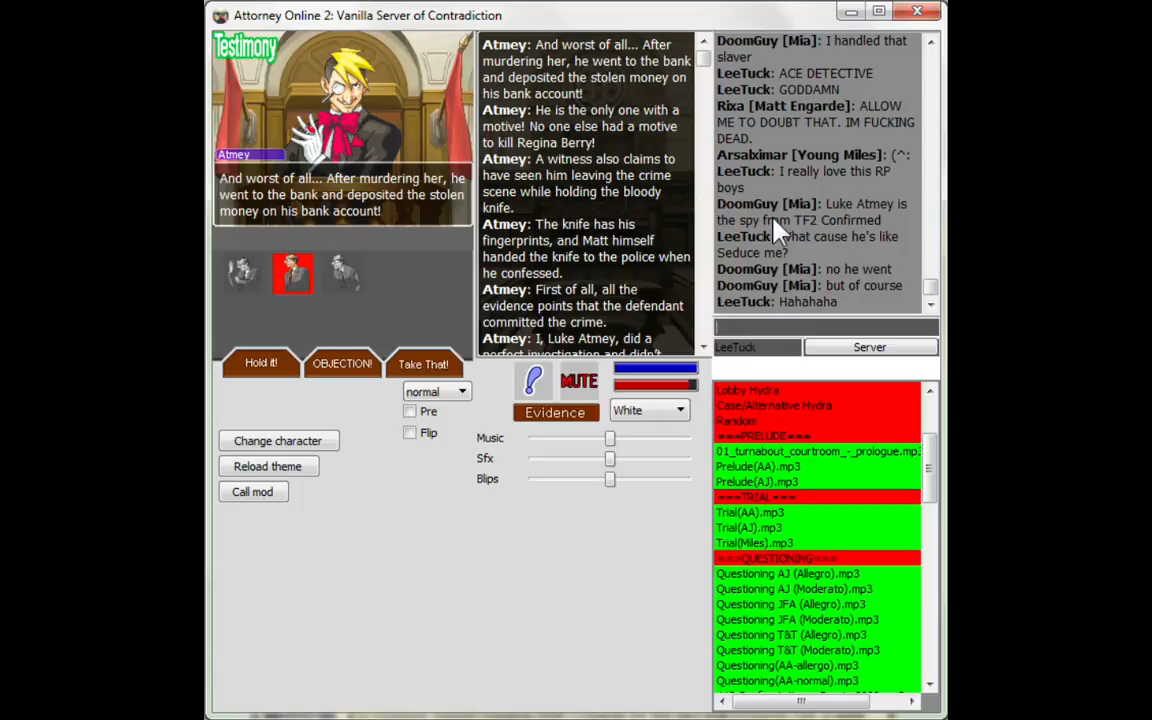 Attorney Online 2: Vanilla Server of Contradiction
Testimony
Atmey
And worst of all... After murdering her, he
went to the bank and deposited the stolen
money on his bank account!
Hold it!
OBJECTION!
Take That!
normal
Pre
Flip
Change character
Reload theme
Call mod
Atmey: And worst of all... After
murdering her, he went to the bank
and deposited the stolen money on
his bank account!
Atmey: He is the only one with a
motive! No one else had a motive
to kill Regina Berry!
Atmey: A witness also claims to
have seen him leaving the crime
scene while holding the bloody
knife.
Atmey: The knife has his
fingerprints, and Matt himself
handed the knife to the police when
he confessed.
Atmey: First of all, all the
evidence points that the defendant
committed the crime.
Atmey: I, Luke Atmey, did a
perfect investigation and didn't
MUTE
Evidence
White
Music
Sfx
Blips
DoomGuy [Mia]: I handled that
slaver
LeeTuck: ACE DETECTIVE
LeeTuck: GODDAMN
Rixa [Matt Engarde]: ALLOW
ME TO DOUBT THAT. IM FUCKING
DEAD.
Arsabimar [Young Miles]: (^:
LeeTuck: I really love this RP
boys
DoomGuy [Mia]: Luke Atmey is
the spy from TF2 Confirmed
LeeTuck: what cause he's like
Seduce me?
DoomGuy [Mia]: no he went
DoomGuy [Mia]: but of course
LeeTuck: Hahahaha
LeeTuck
Server
Lobby Hydra
Case/Alternative Hydra
Random
===PRELUDE===
01_turnabout_courtroom_-_prologue.mp3
Prelude(AA).mp3
Prelude(AJ).mp3
===TRIAL===
Trial(AA).mp3
Trial(AJ).mp3
Trial(Miles).mp3
===QUESTIONING===
Questioning AJ (Allegro).mp3
Questioning AJ (Moderato).mp3
Questioning JFA (Allegro).mp3
Questioning JFA (Moderato).mp3
Questioning T&T (Allegro).mp3
Questioning T&T (Moderato).mp3
Questioning(AA-allergo).mp3
Questioning(AA-normal).mp3